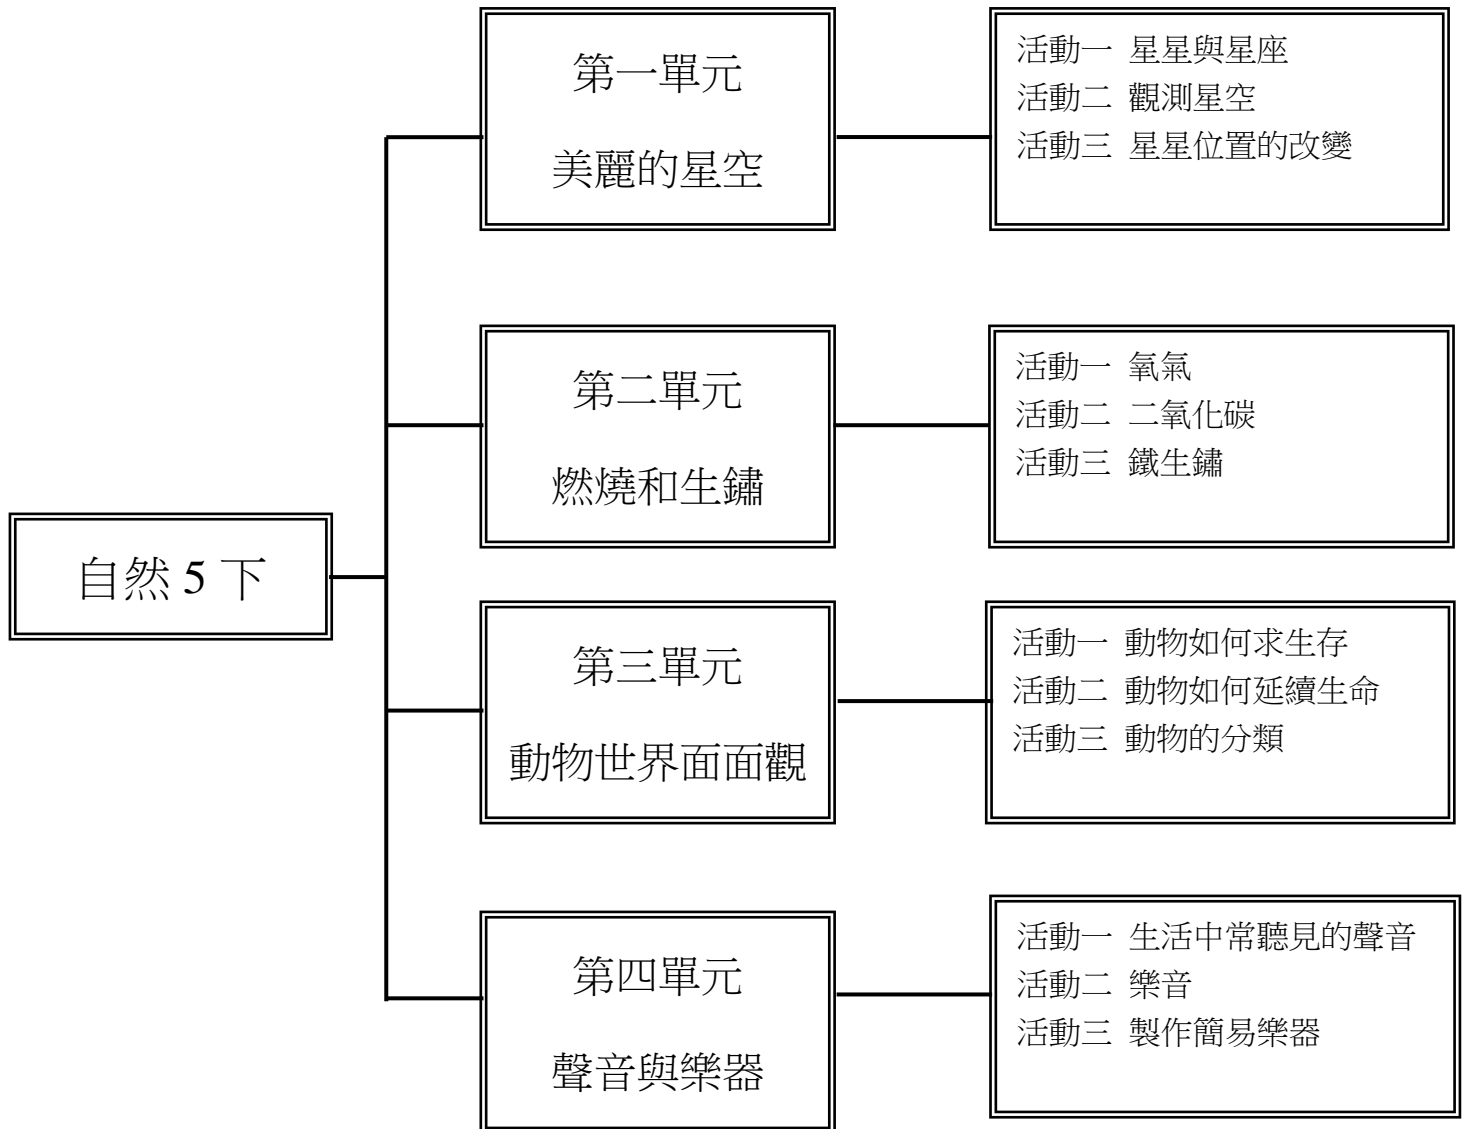 自然 5 下
第一單元
美麗的星空
活動一 星星與星座
活動二 觀測星空
活動三 星星位置的改變
第二單元
燃燒和生鏽
活動一 氧氣
活動二 二氧化碳
活動三 鐵生鏽
第三單元
動物世界面面觀
活動一 動物如何求生存
活動二 動物如何延續生命
活動三 動物的分類
第四單元
聲音與樂器
活動一 生活中常聽見的聲音
活動二 樂音
活動三 製作簡易樂器